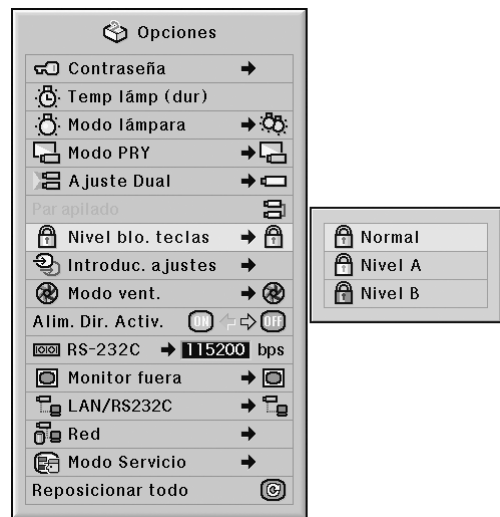 Opciones
Contraseña
Temp lámp (dur)
Modo lámpara
Modo PRY
Ajuste Dual
Par apilado
Nivel blo. teclas
Introduc. ajustes
Modo vent.
Alim. Dir. Activ. ON OFF
RS-232C 115200 bps
Monitor fuera
LAN/RS232C
Red
Modo Servicio
Reposicionar todo
Normal
Nivel A
Nivel B